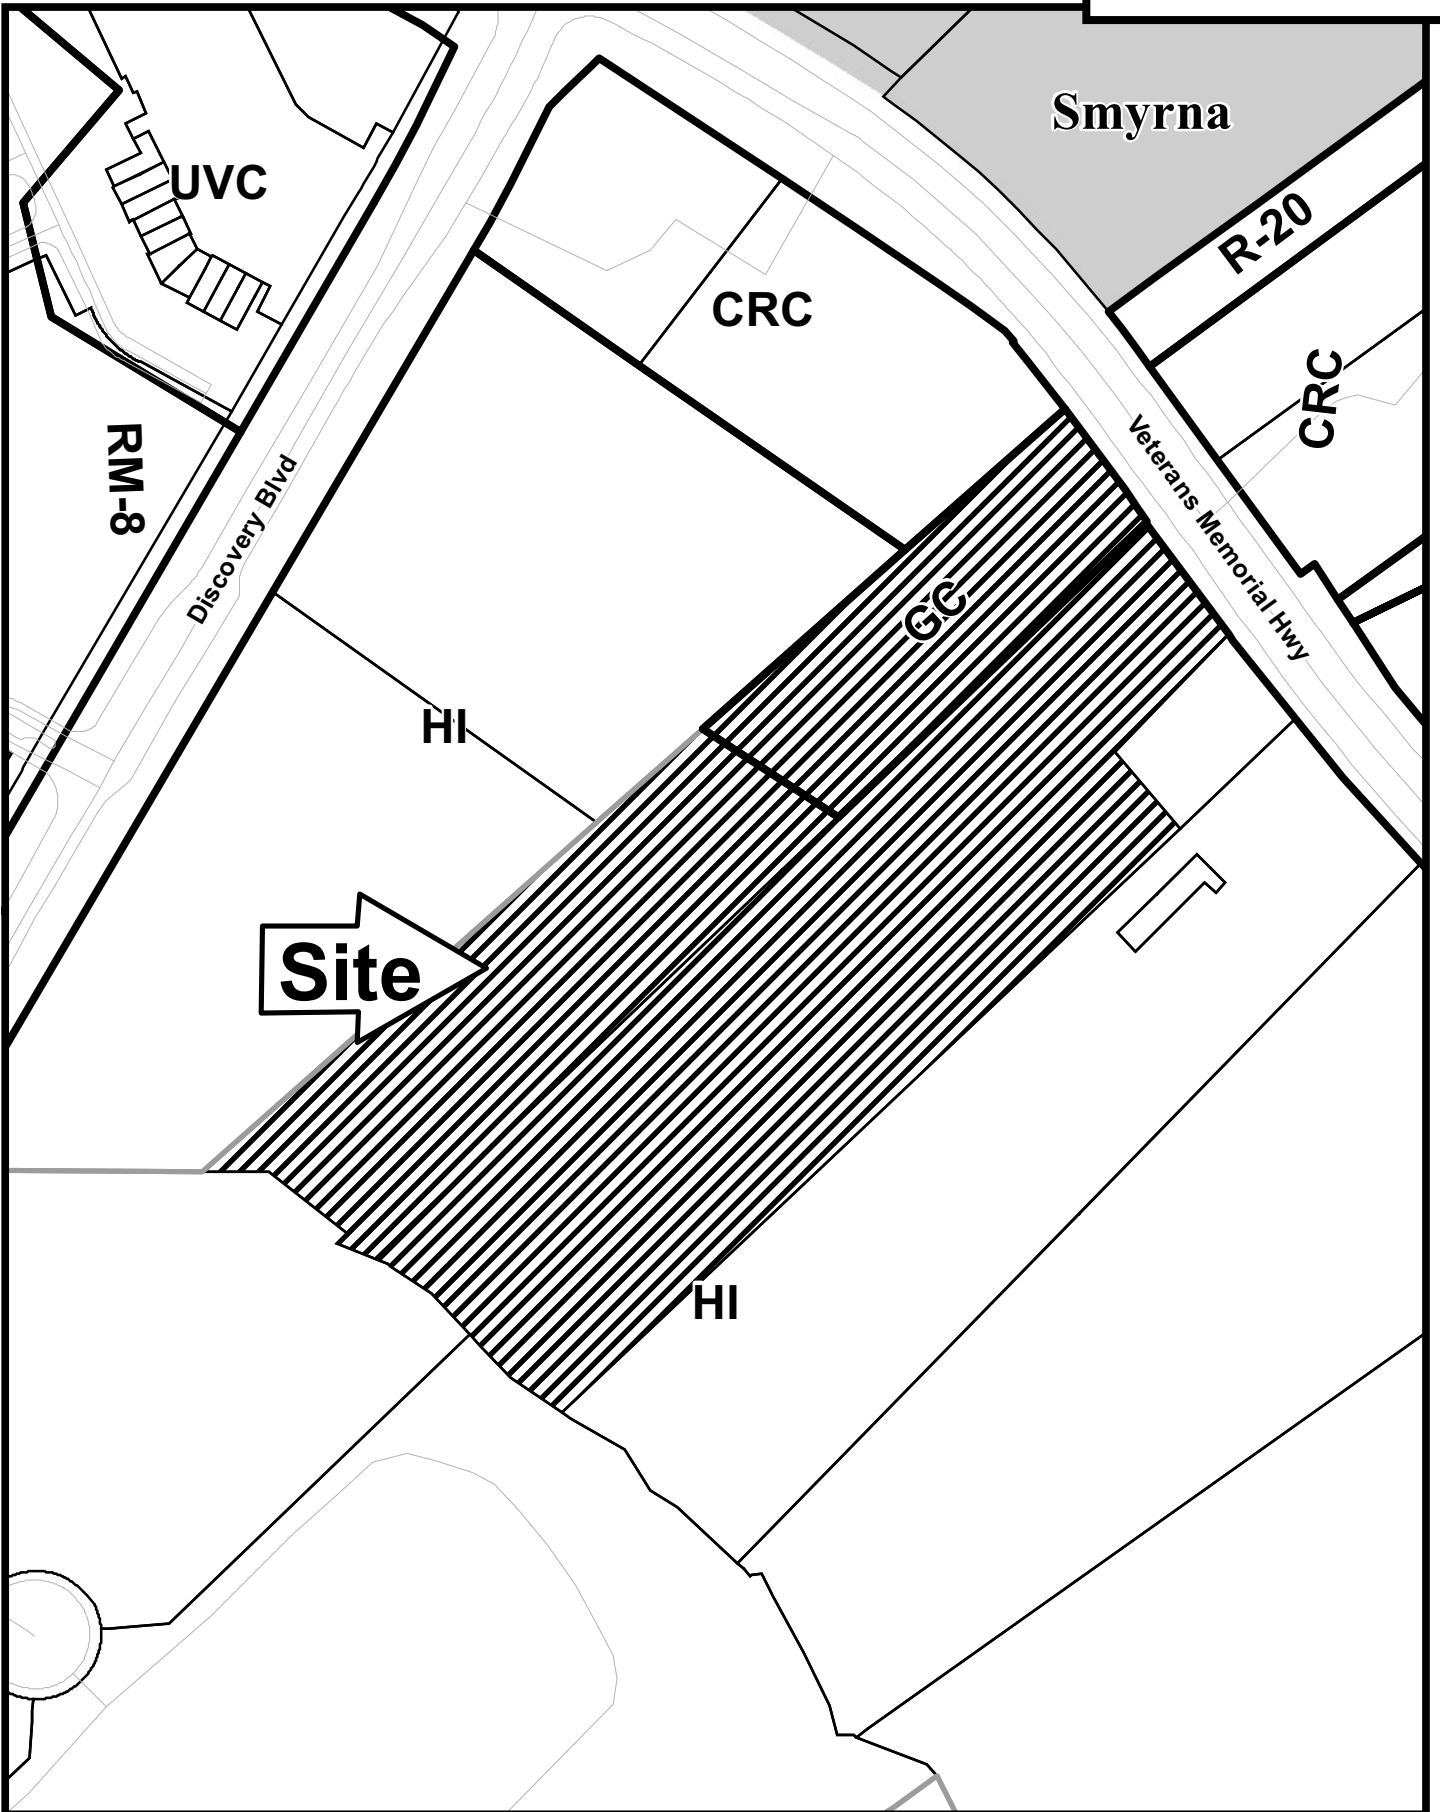 Smyrna
UVC
R-20
CRC
CRC
RM-8
Discovery Blvd
Veterans Memorial Hwy
GC
HI
Site
HI